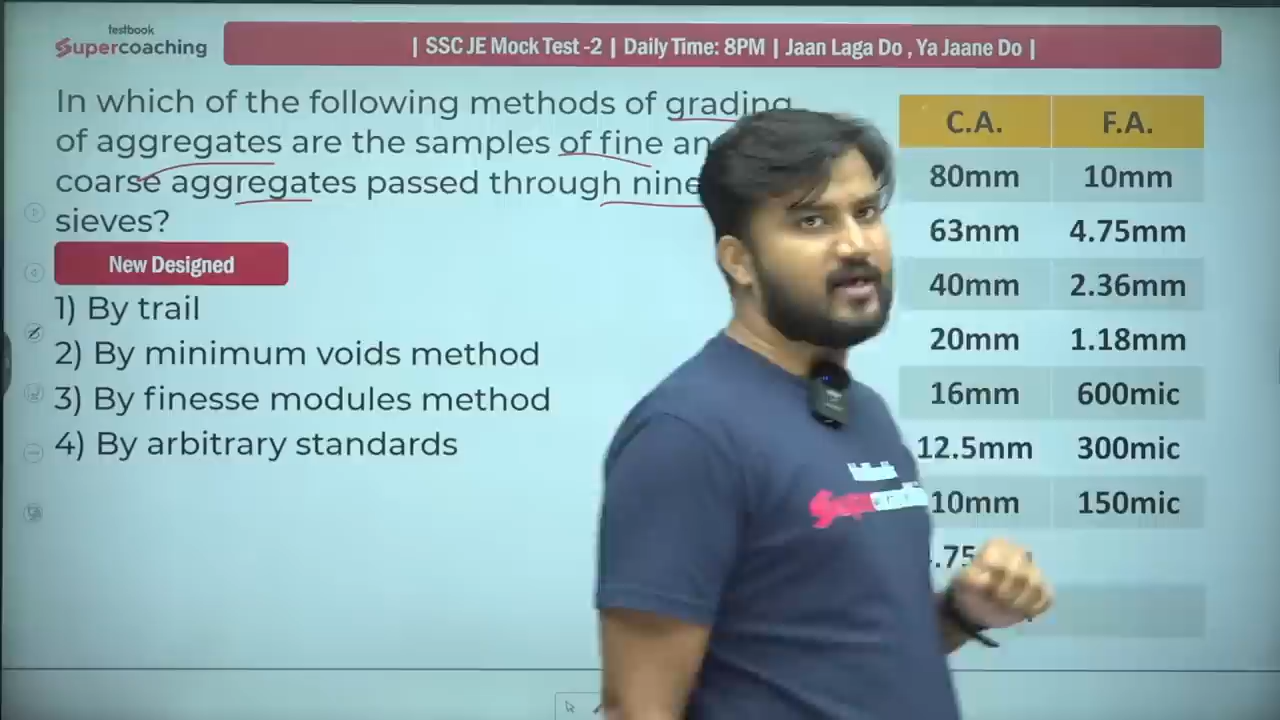 testbook
Supercoaching
| SSC JE Mock Test -2 | Daily Time: 8PM | Jaan Laga Do , Ya Jaane Do |
In which of the following methods of grading
of aggregates are the samples of fine
coarse aggregates passed through nine
sieves?
New Designed
1) By trail
2) By minimum voids method
3) By finesse modules method
4) By arbitrary standards
C.A. F.A.
80mm 10mm
63mm 4.75mm
40mm 2.36mm
20mm 1.18mm
16mm 600mic
12.5mm 300mic
10mm 150mic